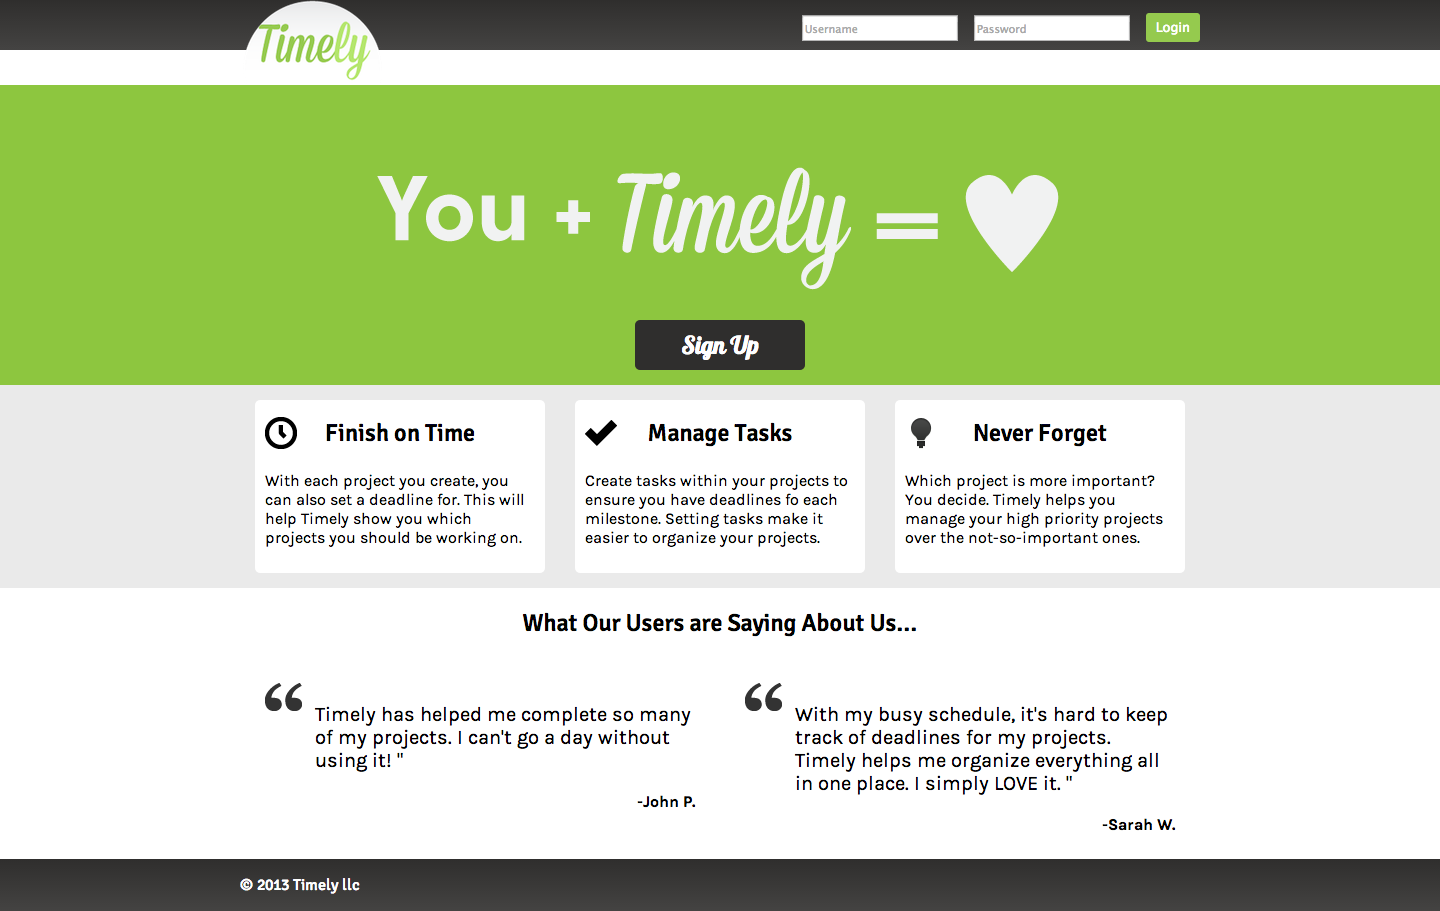 Timely
Username
Password
Login
You + Timely =
Sign Up
Finish on Time
With each project you create, you
can also set a deadline for. This will
help Timely show you which
projects you should be working on.
Manage Tasks
Create tasks within your projects to
ensure you have deadlines fo each
milestone. Setting tasks make it
easier to organize your projects.
Never Forget
Which project is more important?
You decide. Timely helps you
manage your high priority projects
over the not-so-important ones.
What Our Users are Saying About Us...
“
Timely has helped me complete so many
of my projects. I can't go a day without
using it! "
-John P.
“
With my busy schedule, it's hard to keep
track of deadlines for my projects.
Timely helps me organize everything all
in one place. I simply LOVE it. "
-Sarah W.
© 2013 Timely llc